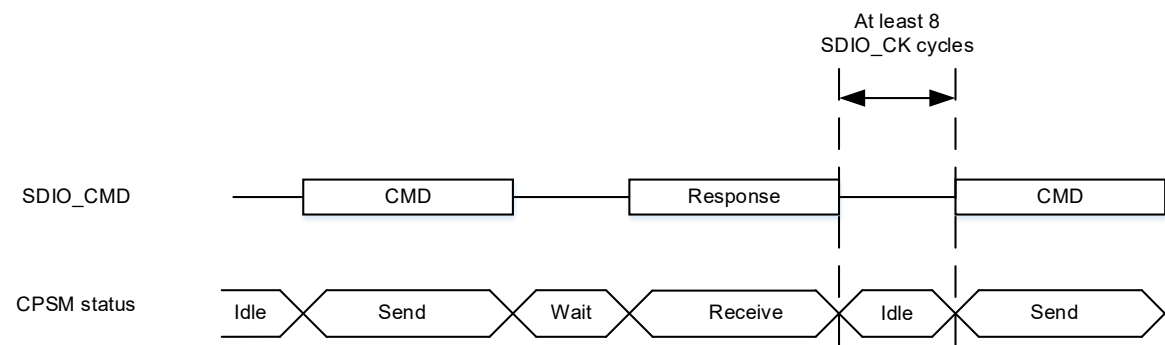 At least 8
SDIO_CK cycles
SDIO_CMD
CMD
Response
CMD
CPSM status
Idle
Send
Wait
Receive
Idle
Send